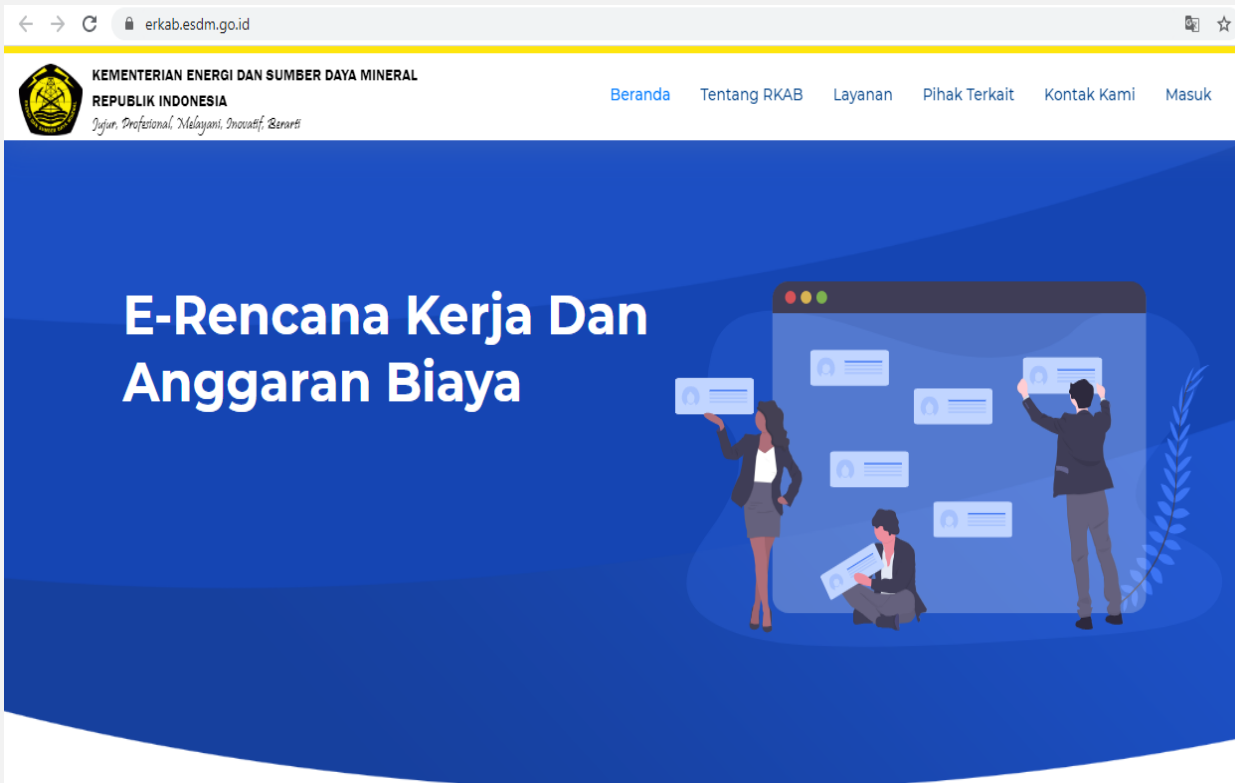 erkab.esdm.go.id
KEMENTERIAN ENERGI DAN SUMBER DAYA MINERAL
REPUBLIK INDONESIA
Jujur, Profesional, Melayani, Inovatif, Berarti
Beranda Tentang RKAB Layanan Pihak Terkait Kontak Kami Masuk
E-Rencana Kerja Dan
Anggaran Biaya